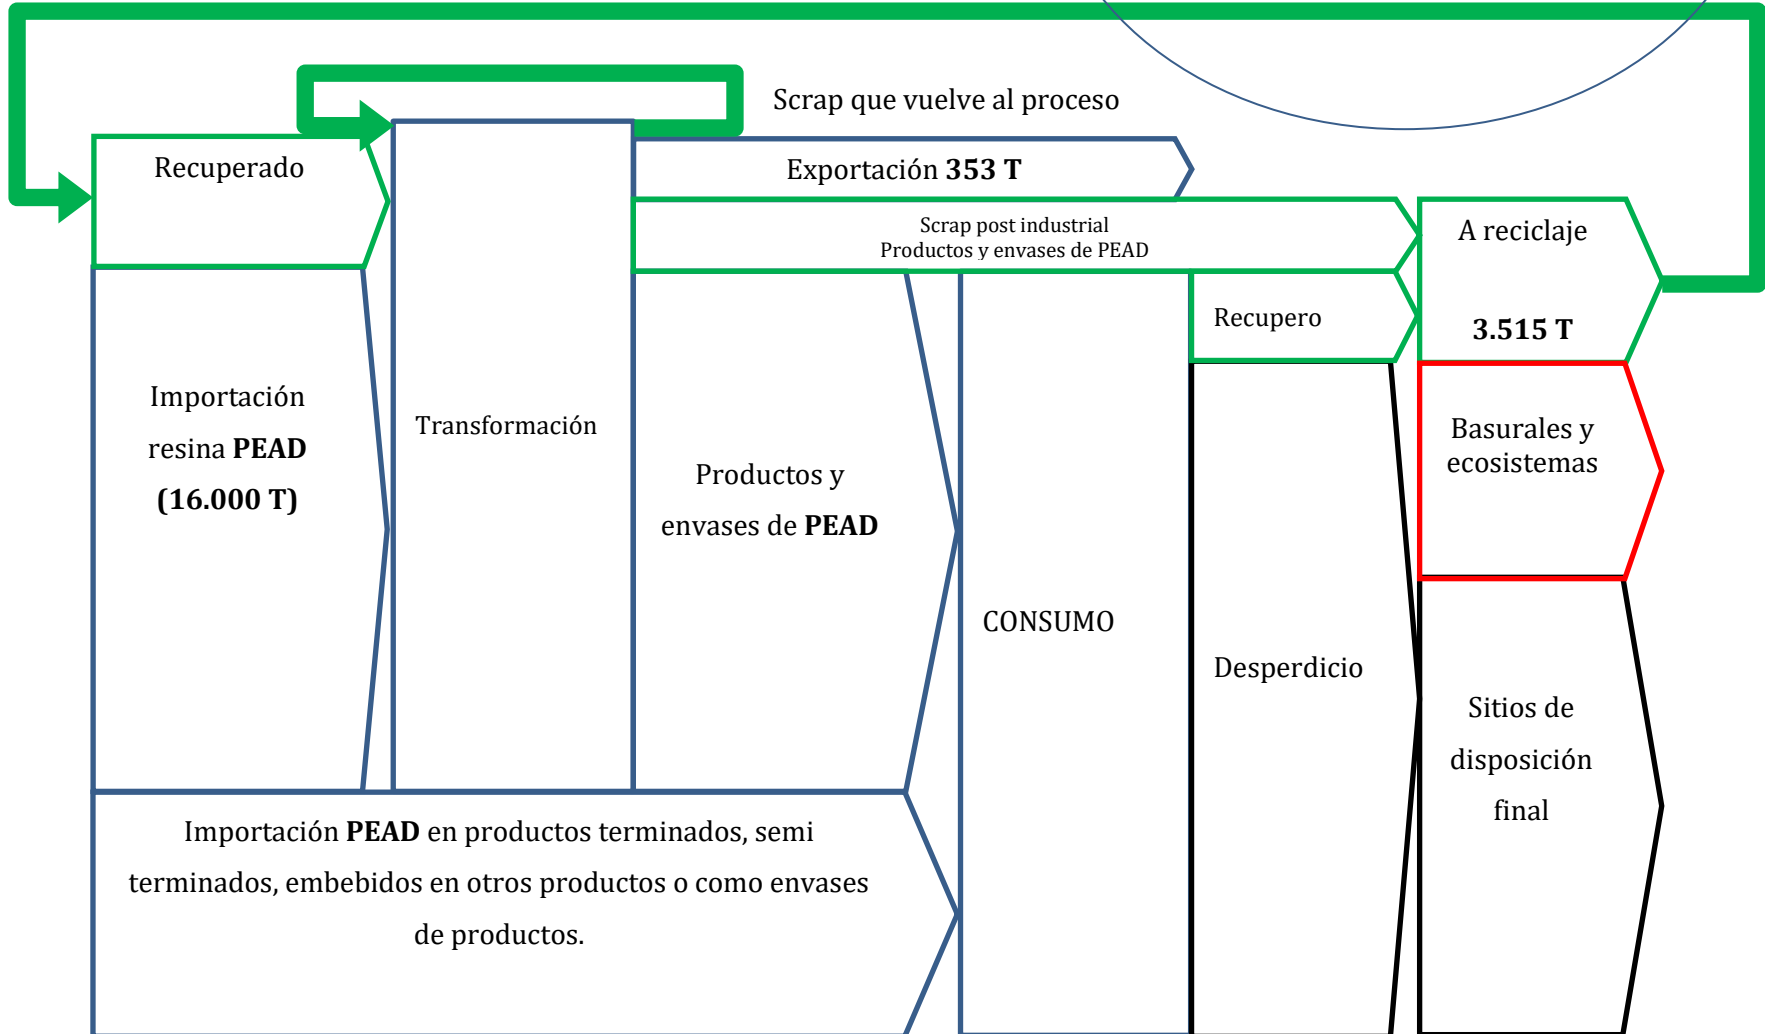 Scrap que vuelve al proceso
Recuperado
Exportación 353 T
Scrap post industrial
Productos y envases de PEAD
A reciclaje
3.515 T
Recupero
Importación
resina PEAD
(16.000 T)
Transformación
Productos y
envases de PEAD
CONSUMO
Desperdicio
Basurales y
ecosistemas
Sitios de
disposición
final
Importación PEAD en productos terminados, semi
terminados, embebidos en otros productos o como envases
de productos.